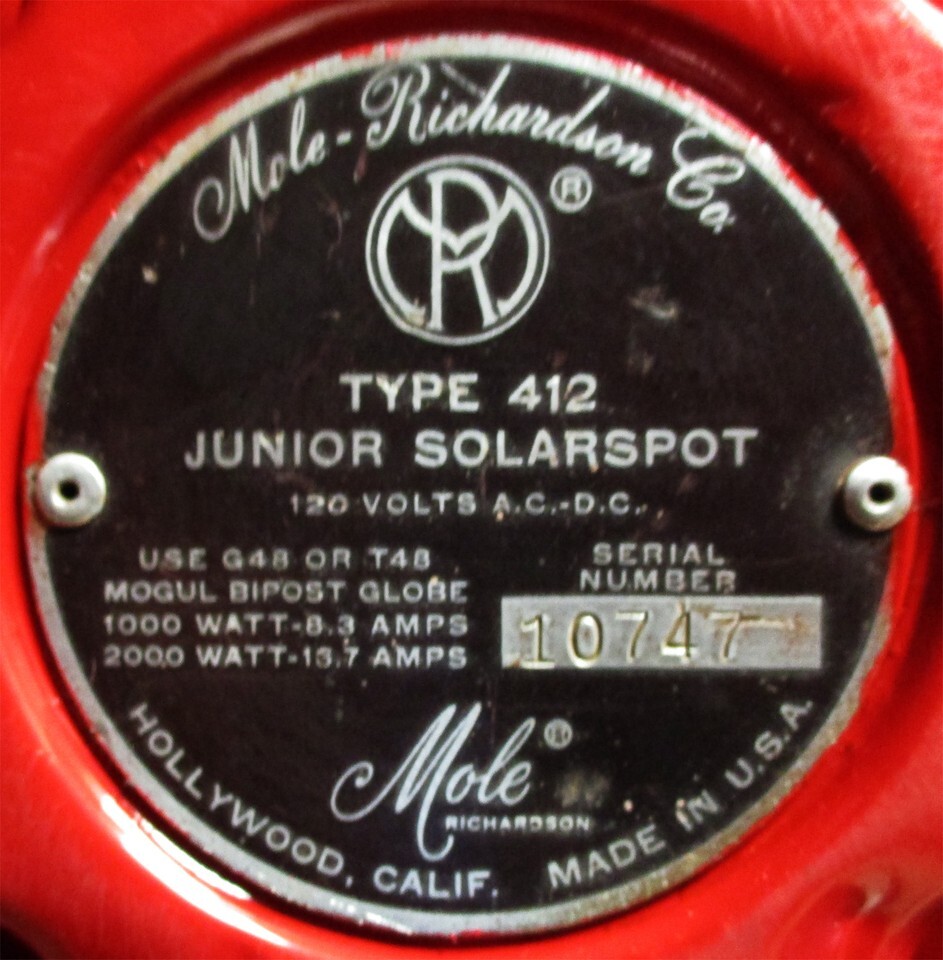 Mole-Richardson Co.
MR ®
TYPE 412
JUNIOR SOLARSPOT
120 VOLTS A.C.-D.C.
USE G48 OR T48
MOGUL BIPOST GLOBE
1000 WATT-8.3 AMPS
2000 WATT-16.7 AMPS
SERIAL
NUMBER
10747
Mole ®
RICHARDSON
HOLLYWOOD, CALIF. MADE IN U.S.A.